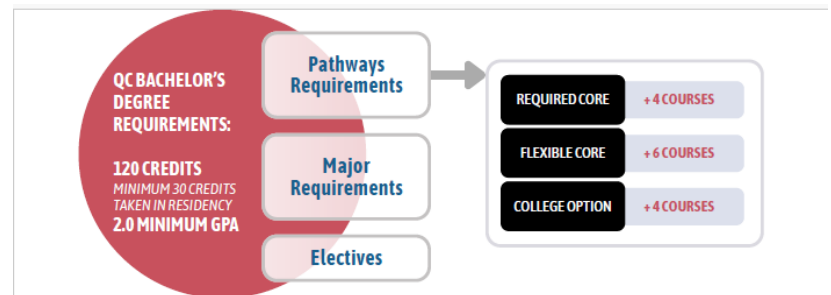 QC BACHELOR'S
DEGREE
REQUIREMENTS:
120 CREDITS
MINIMUM 30 CREDITS
TAKEN IN RESIDENCY
2.0 MINIMUM GPA
Pathways
Requirements
Major
Requirements
Electives
REQUIRED CORE
+ 4 COURSES
FLEXIBLE CORE
+ 6 COURSES
COLLEGE OPTION
+ 4 COURSES